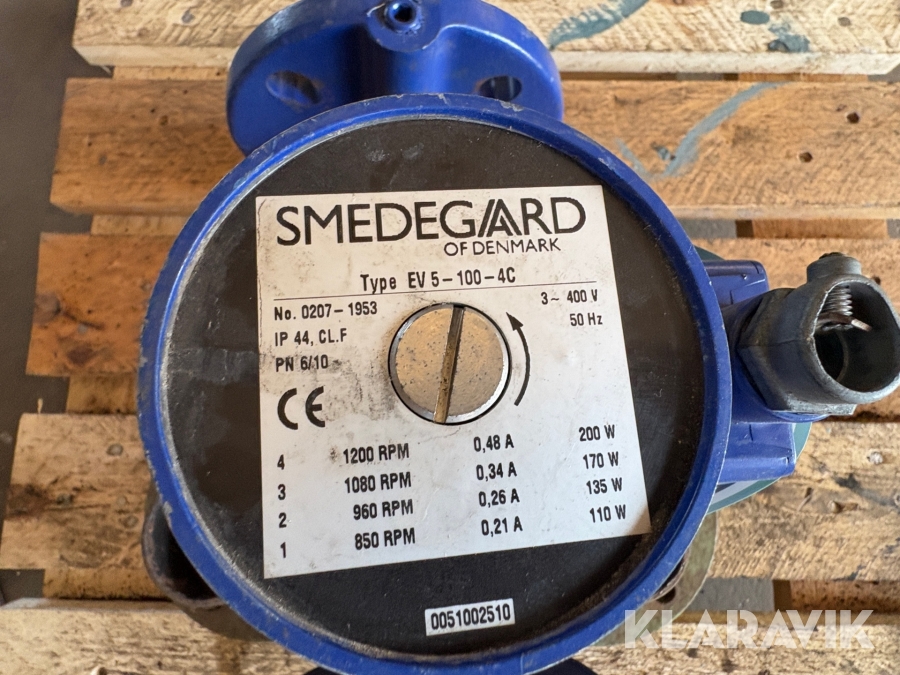 SMEDEGAARD
OF DENMARK
Type EV 5-100-4C
No. 0207-1953 3~ 400 V
IP 44, CL.F 50 Hz
PN 6/10
CE
4 1200 RPM 0,48 A 200 W
3 1080 RPM 0,34 A 170 W
2 960 RPM 0,26 A 135 W
1 850 RPM 0,21 A 110 W
0051002510
KLARAVIK